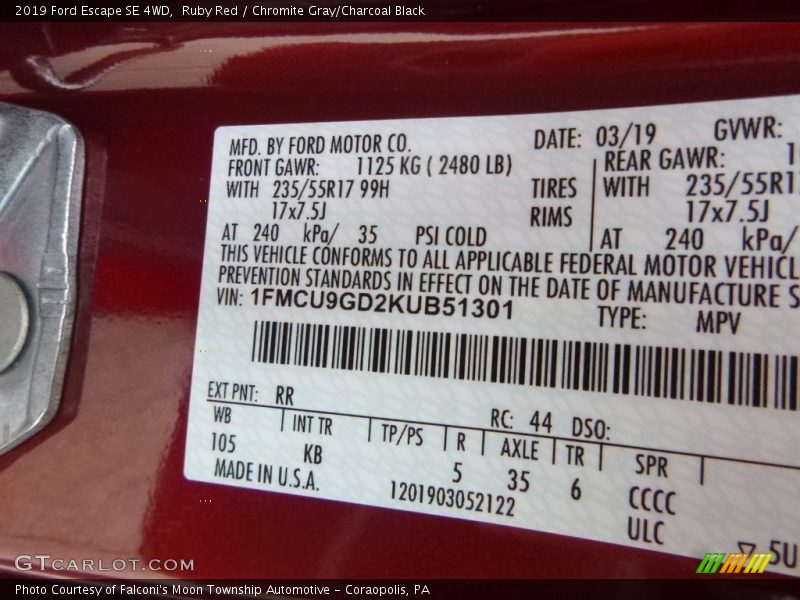 2019 Ford Escape SE 4WD, Ruby Red / Chromite Gray/Charcoal Black
MFD. BY FORD MOTOR CO. DATE: 03/19 GVWR:
FRONT GAWR: 1125 KG ( 2480 LB) REAR GAWR: 1
WITH 235/55R17 99H TIRES WITH 235/55R1
17x7.5J RIMS 17x7.5J
AT 240 kPa/ 35 PSI COLD AT 240 kPa/
THIS VEHICLE CONFORMS TO ALL APPLICABLE FEDERAL MOTOR VEHICL
PREVENTION STANDARDS IN EFFECT ON THE DATE OF MANUFACTURE S
VIN: 1FMCU9GD2KUB51301 TYPE: MPV
EXT PNT: RR RC: 44 DSO:
WB INT TR TP/PS R AXLE TR SPR
105 KB 5 35 6 CCCC
MADE IN U.S.A. 1201903052122 ULC
5U
GTCARLOT.COM
Photo Courtesy of Falconi's Moon Township Automotive - Coraopolis, PA